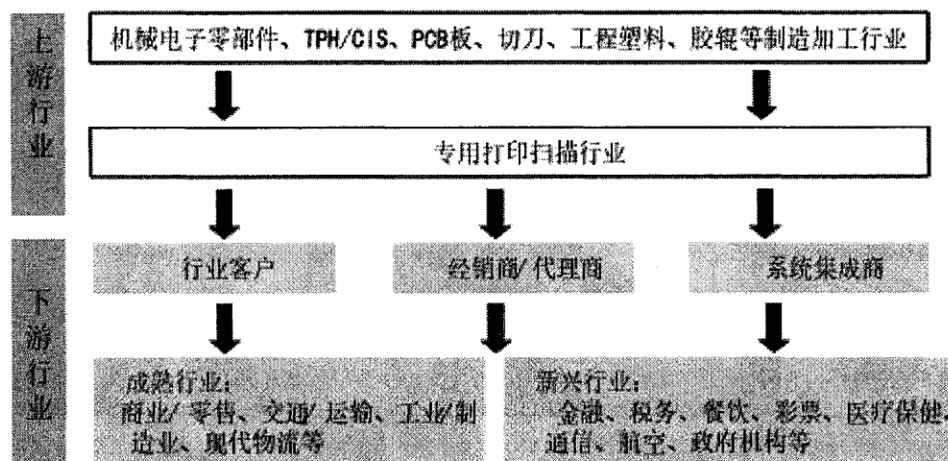 上游行业
机械电子零部件、TPH/CIS、PCB板、切刀、工程塑料、胶辊等制造加工行业
专用打印扫描行业
下游行业
行业客户
经销商/代理商
系统集成商
成熟行业:
商业/零售、交通/运输、工业/制
造业、现代物流等
新兴行业:
金融、税务、餐饮、彩票、医疗保健
通信、航空、政府机构等